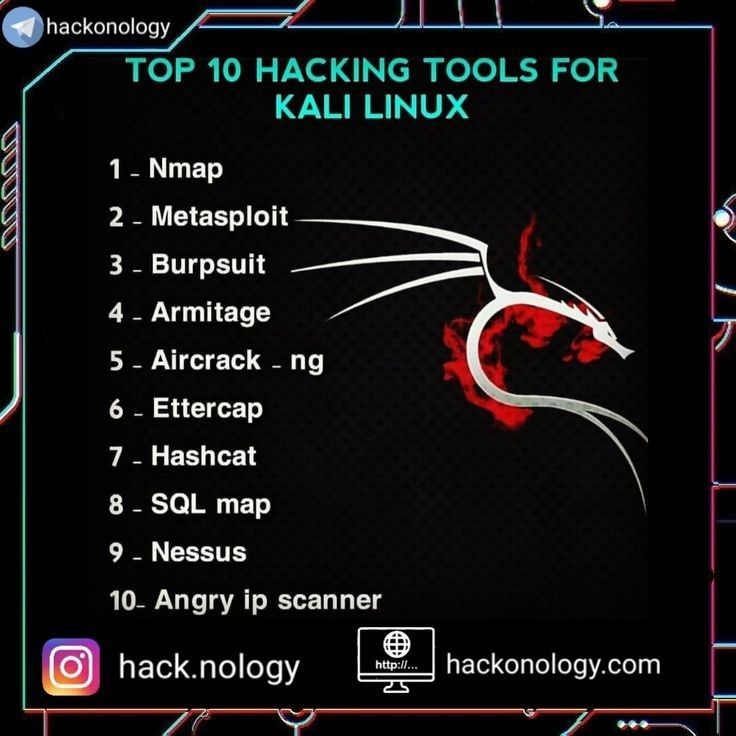 hackonology
TOP 10 HACKING TOOLS FOR
KALI LINUX
1 - Nmap
2 - Metasploit
3 - Burpsuit
4 - Armitage
5 - Aircrack - ng
6 - Ettercap
7 - Hashcat
8 - SQL map
9 - Nessus
10- Angry ip scanner
hack.nology
http://...
hackonology.com